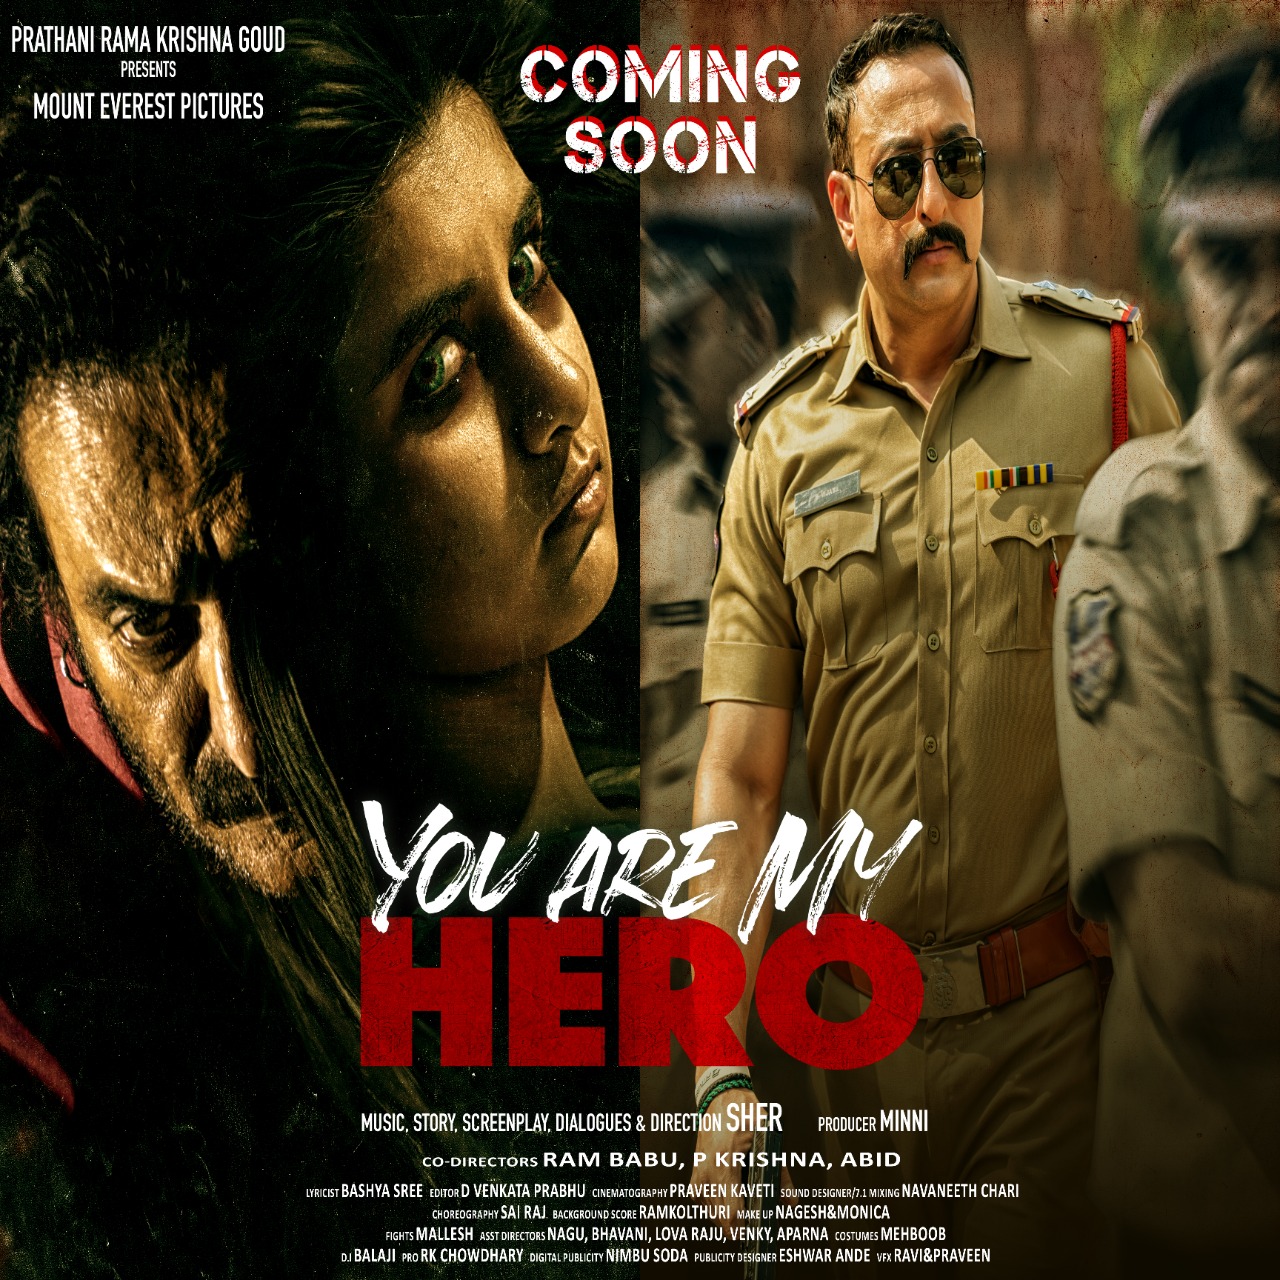 PRATHANI RAMA KRISHNA GOUD
PRESENTS
MOUNT EVEREST PICTURES
COMING
SOON
YOU ARE MY
HERO
MUSIC, STORY, SCREENPLAY, DIALOGUES & DIRECTION SHER PRODUCER MINNI
CO-DIRECTORS RAM BABU, P KRISHNA, ABID
LYRICIST BASHYA SREE EDITOR D VENKATA PRABHU CINEMATOGRAPHY PRAVEEN KAVETI SOUND DESIGNER/7.1 MIXING NAVANEETH CHARI
CHOREOGRAPHY SAI RAJ BACKGROUND SCORE RAMKOLTHURI MAKE UP NAGESH&MONICA
FIGHTS MALLESH ASST DIRECTORS NAGU, BHAVANI, LOVA RAJU, VENKY, APARNA COSTUMES MEHBOOB
DJ BALAJI PRO RK CHOWDHARY DIGITAL PUBLICITY NIMBU SODA PUBLICITY DESIGNER ESHWAR ANDE VFX RAVI&PRAVEEN